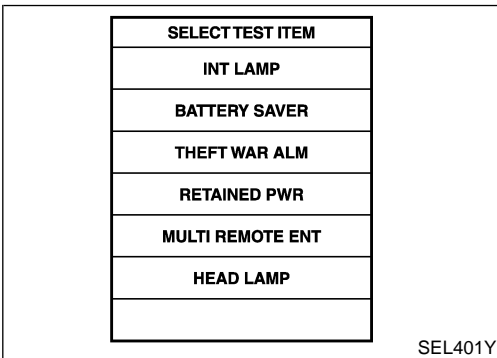 SELECT TEST ITEM
INT LAMP
BATTERY SAVER
THEFT WAR ALM
RETAINED PWR
MULTI REMOTE ENT
HEAD LAMP
SEL401Y